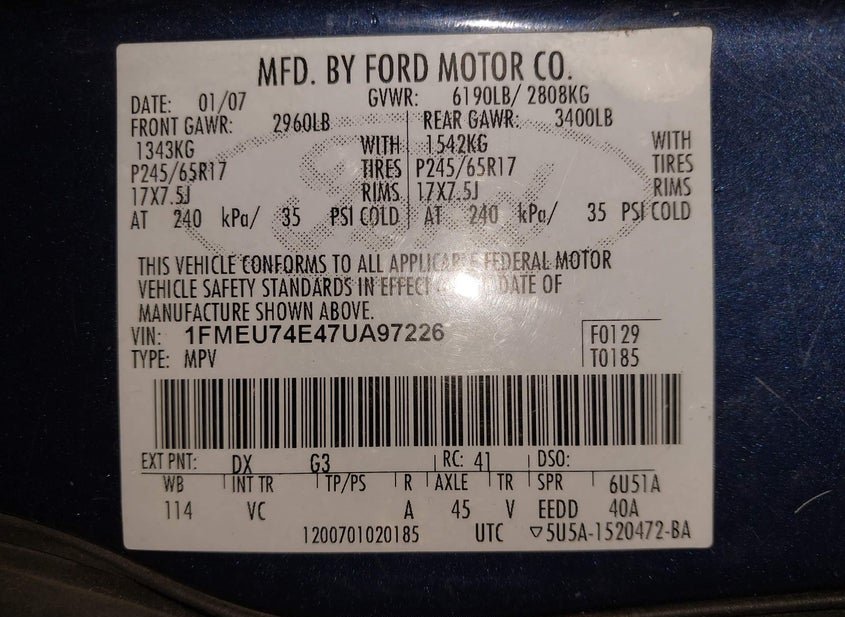 MFD. BY FORD MOTOR CO.
DATE: 01/07 GVWR: 6190LB/ 2808KG
FRONT GAWR: 2960LB REAR GAWR: 3400LB
1343KG WITH 1542KG WITH
P245/65R17 TIRES P245/65R17 TIRES
17X7.5J RIMS 17X7.5J RIMS
AT 240 kPa/ 35 PSI COLD AT 240 kPa/ 35 PSI COLD
THIS VEHICLE CONFORMS TO ALL APPLICABLE FEDERAL MOTOR
VEHICLE SAFETY STANDARDS IN EFFECT DATE OF
MANUFACTURE SHOWN ABOVE.
VIN: 1FMEU74E47UA97226 F0129
TYPE: MPV T0185
EXT PNT: DX G3 RC: 41 DSO:
WB INT TR TP/PS R AXLE TR SPR 6U51A
114 VC A 45 V EEDD 40A
1200701020185 UTC ▽5U5A-1520472-BA